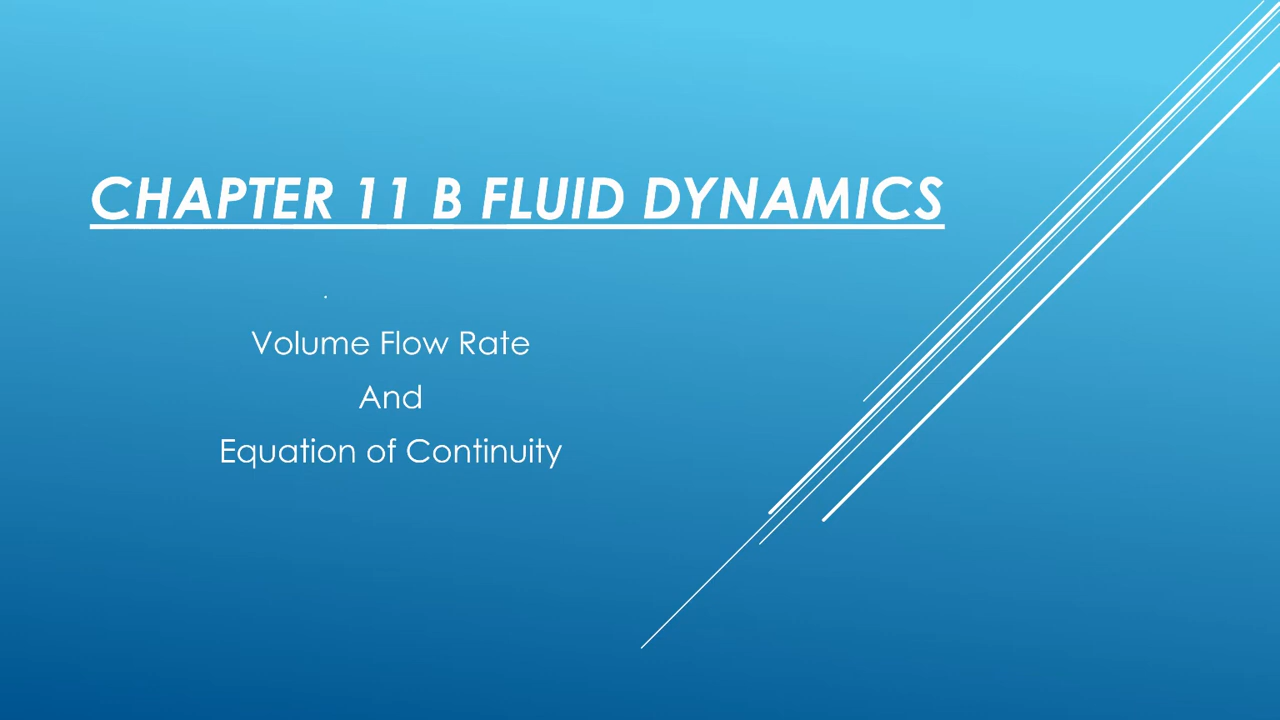 CHAPTER 11 B FLUID DYNAMICS
.
Volume Flow Rate
And
Equation of Continuity